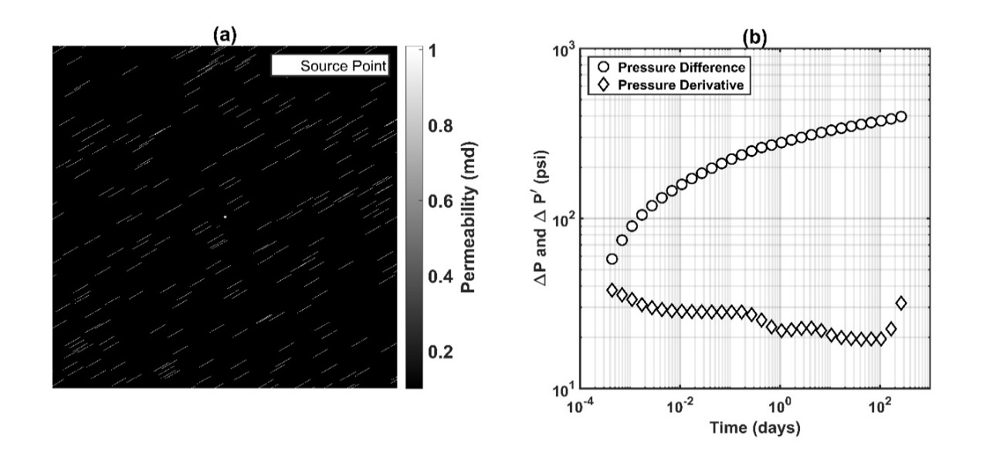 (a)
Source Point
1
0.8
0.6
0.4
0.2
Permeability (md)
(b)
Pressure Difference
Pressure Derivative
10³
10²
10¹
10⁻⁴
10⁻²
10⁰
10²
ΔP and Δ P′ (psi)
Time (days)